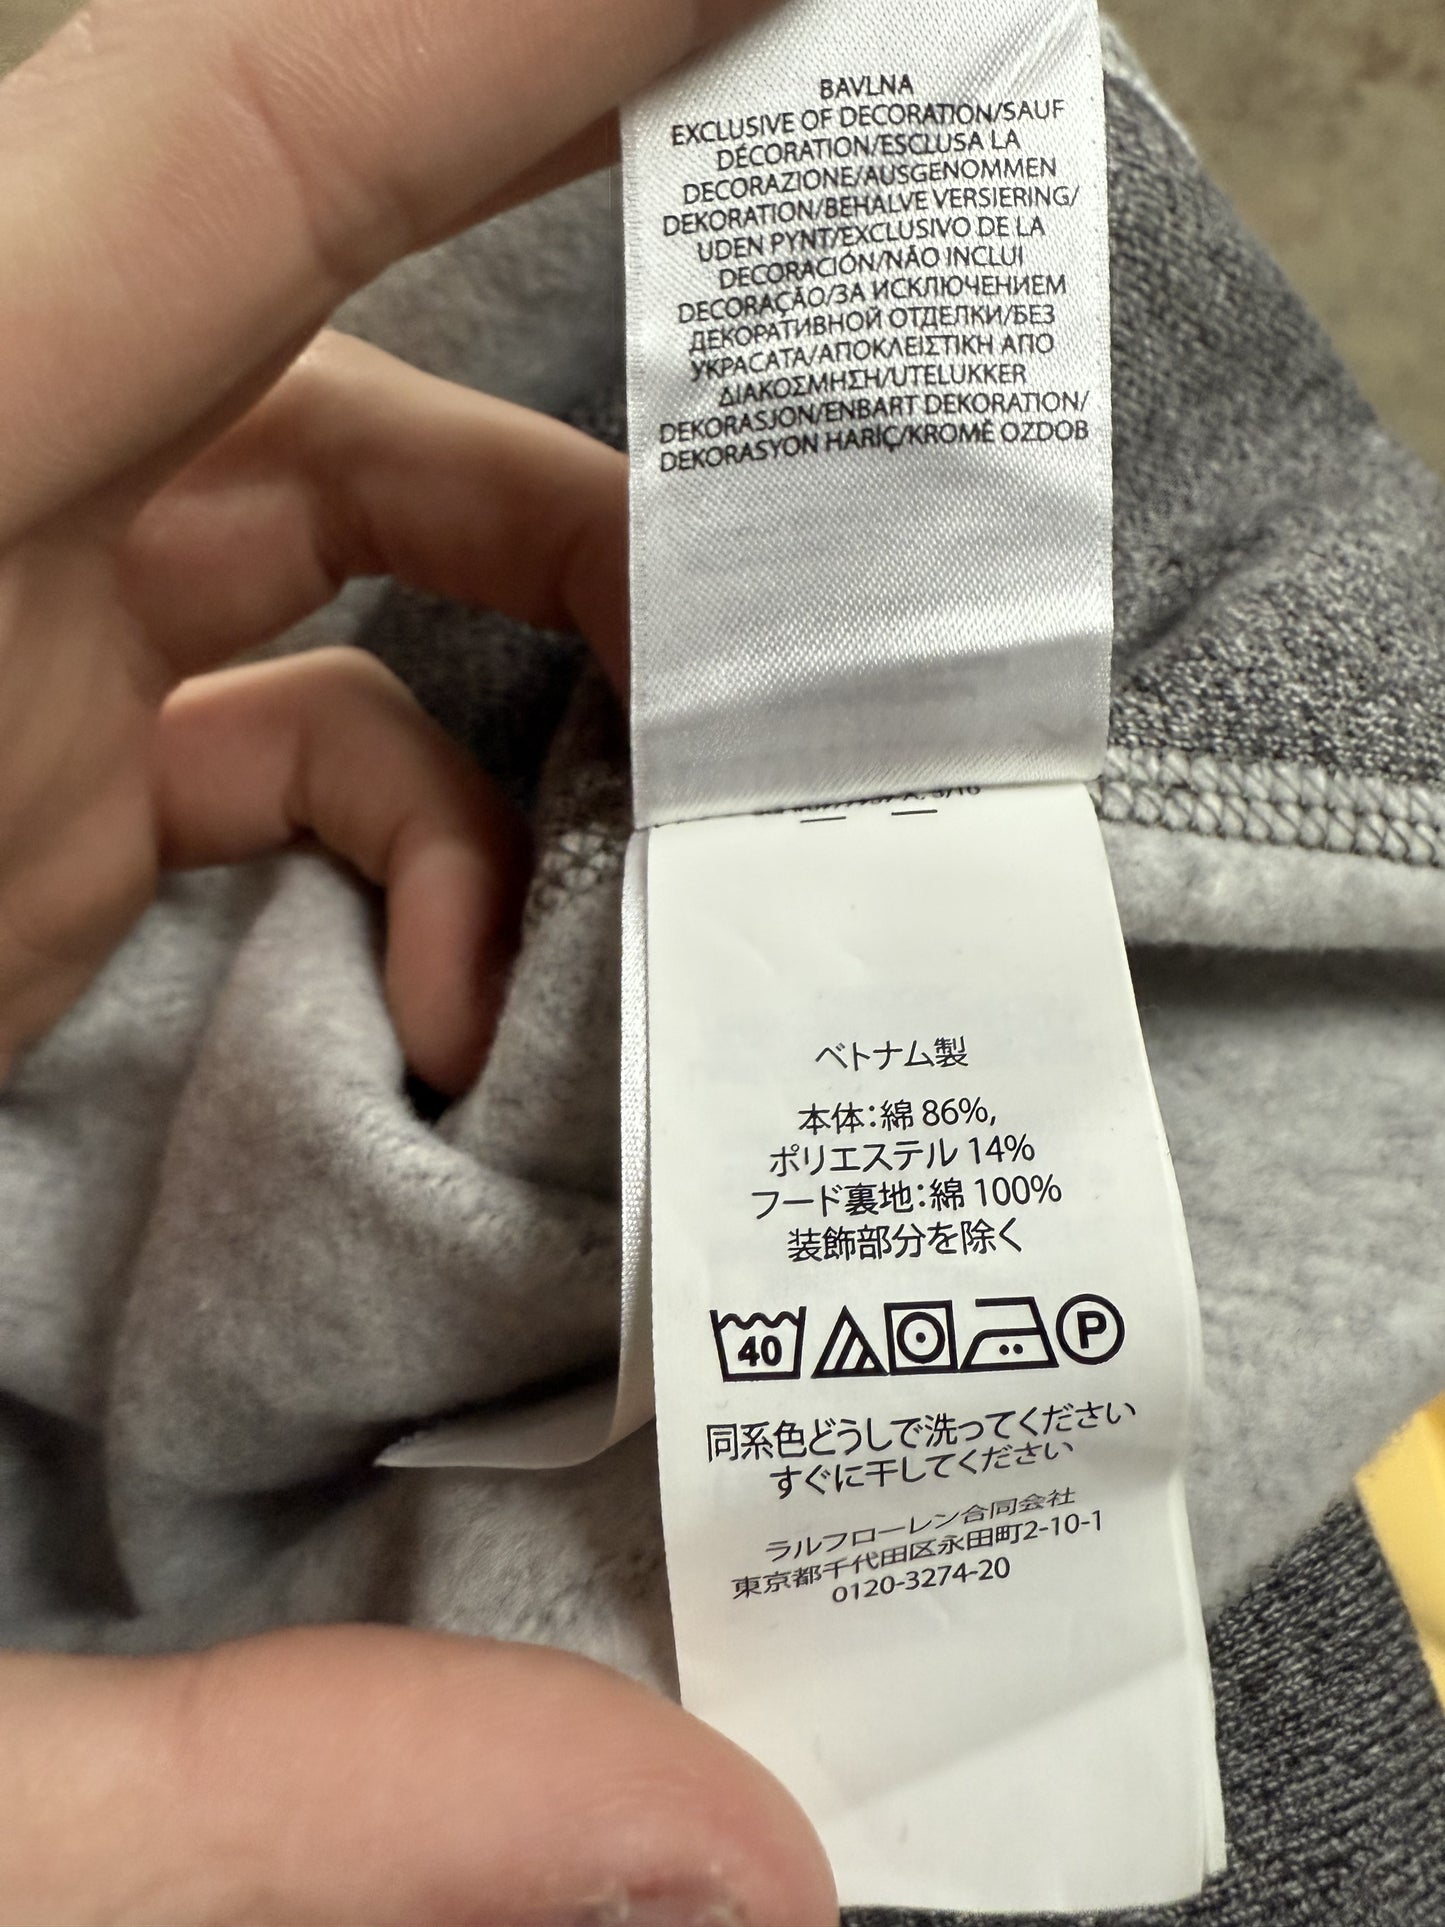 BAVLNA
EXCLUSIVE OF DECORATION/SAUF
DÉCORATION/ESCLUSA LA
DECORAZIONE/AUSGENOMMEN
DEKORATION/BEHALVE VERSIERING/
UDEN PYNT/EXCLUSIVO DE LA
DECORACIÓN/NÃO INCLUI
DECORAÇÃO/ЗА ИСКЛЮЧЕНИЕМ
ДЕКОРАТИВНОЙ ОТДЕЛКИ/БЕЗ
УКРАСАТА/ΑΠΟΚΛΕΙΣΤΙΚΗ ΑΠΟ
ΔΙΑΚΟΣΜΗΣΗ/UTELUKKER
DEKORASJON/ENBART DEKORATION/
DEKORASYON HARİÇ/KROMĚ OZDOB
ベトナム製
本体：綿 86%,
ポリエステル 14%
フード裏地：綿 100%
装飾部分を除く
40 P
同系色どうしで洗ってください
すぐに干してください
ラルフローレン合同会社
東京都千代田区永田町2-10-1
0120-3274-20